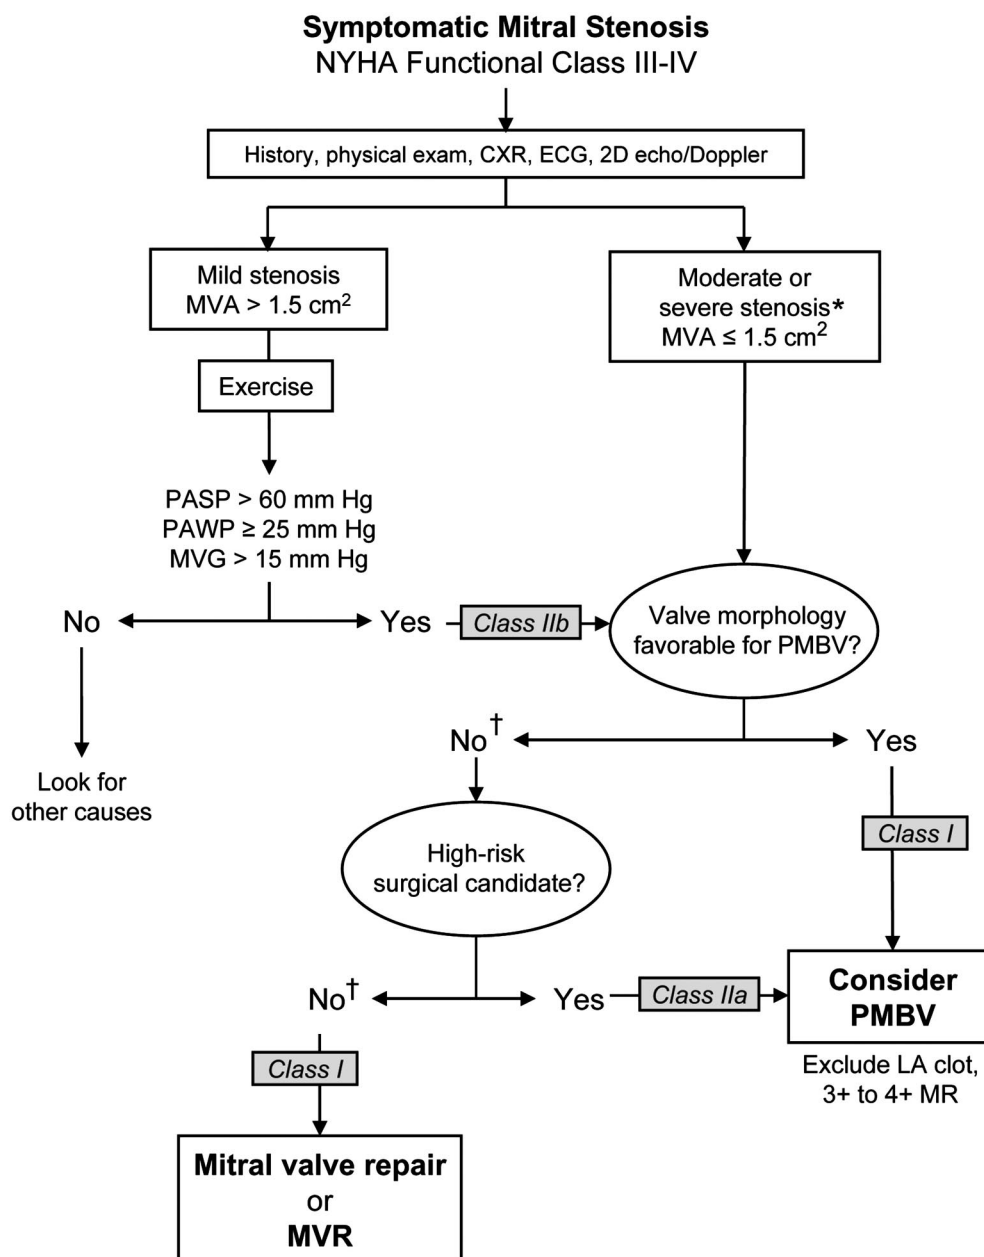 Symptomatic Mitral Stenosis
NYHA Functional Class III-IV
History, physical exam, CXR, ECG, 2D echo/Doppler
Mild stenosis
MVA > 1.5 cm²
Moderate or
severe stenosis*
MVA ≤ 1.5 cm²
Exercise
PASP > 60 mm Hg
PAWP ≥ 25 mm Hg
MVG > 15 mm Hg
No
Yes
Class IIb
Valve morphology
favorable for PMBV?
No†
Yes
Look for
other causes
Class I
High-risk
surgical candidate?
No†
Yes
Class IIa
Consider
PMBV
Exclude LA clot,
3+ to 4+ MR
Class I
Mitral valve repair
or
MVR